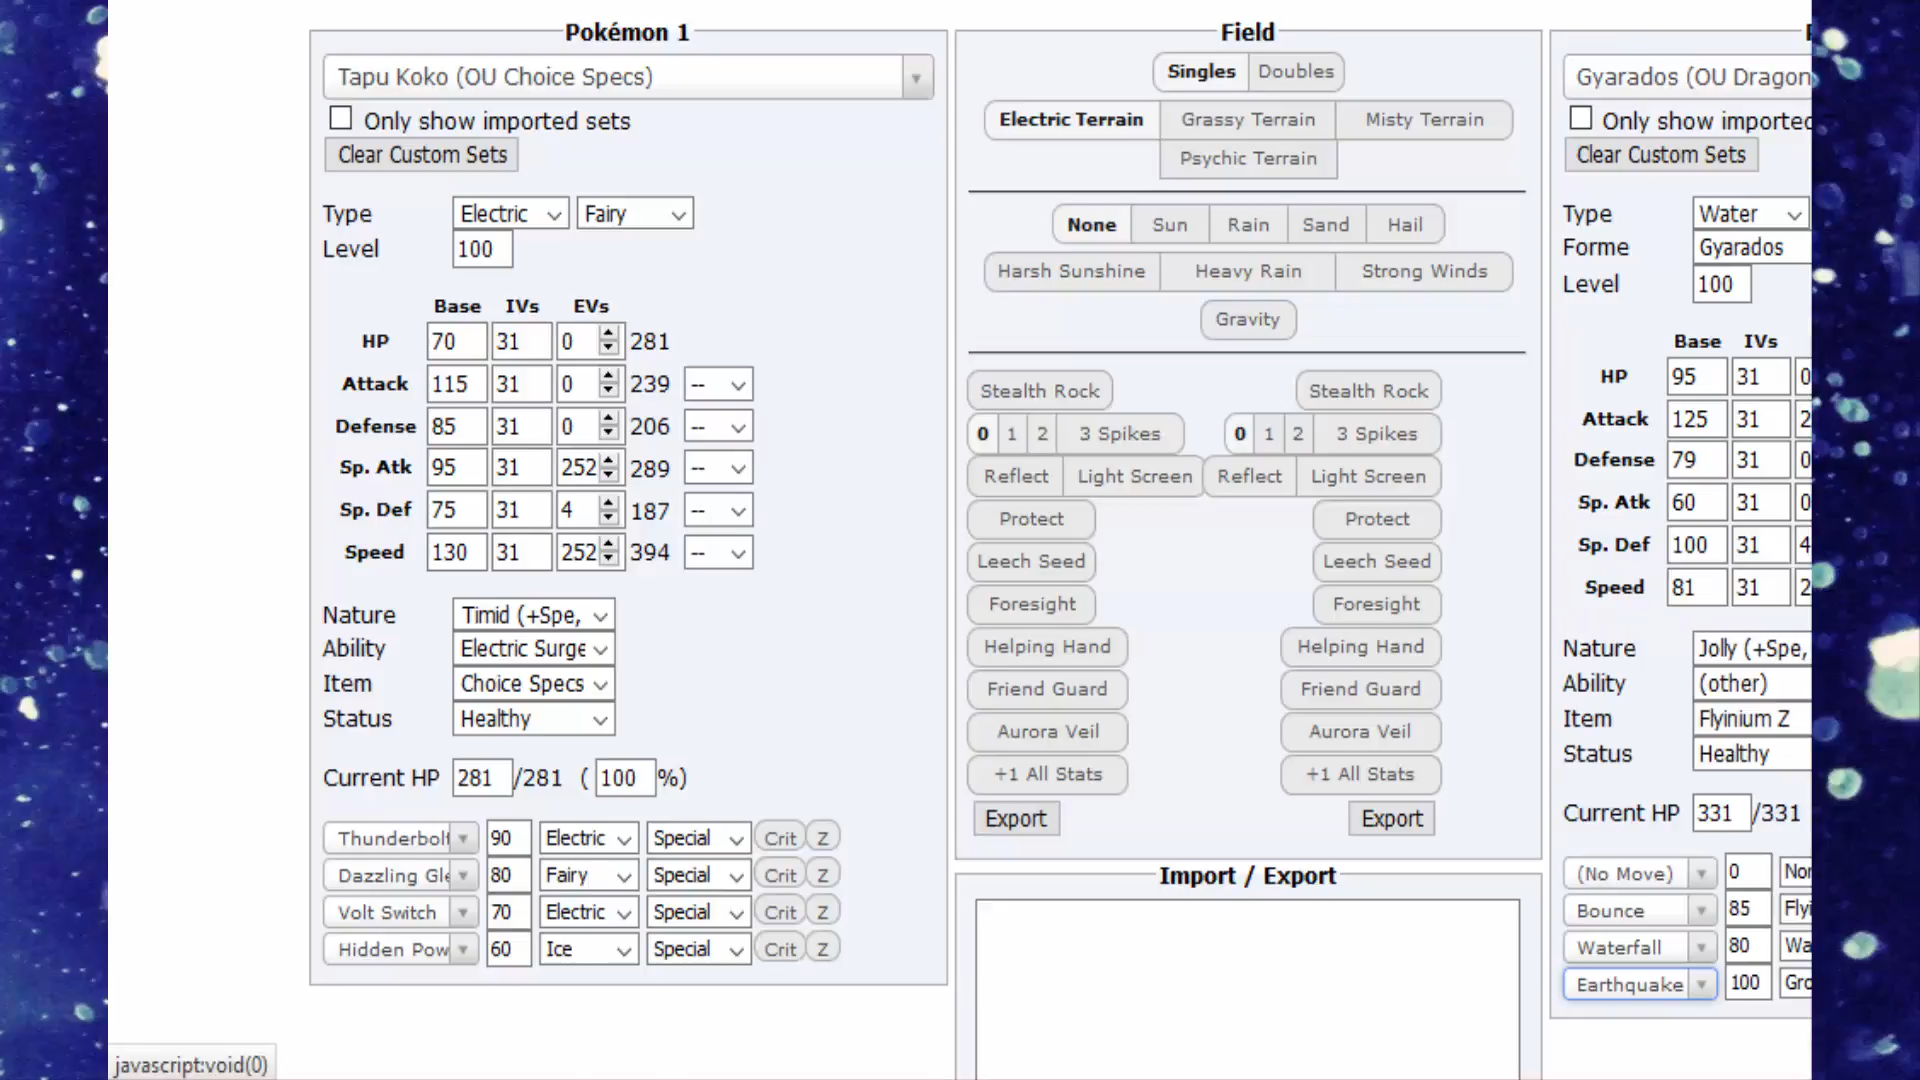 Pokémon 1
Tapu Koko (OU Choice Specs)
Only show imported sets
Clear Custom Sets
Type Electric Fairy
Level 100
Base IVs EVs
HP 70 31 0 281
Attack 115 31 0 239 --
Defense 85 31 0 206 --
Sp. Atk 95 31 252 289 --
Sp. Def 75 31 4 187 --
Speed 130 31 252 394 --
Nature Timid (+Spe,
Ability Electric Surge
Item Choice Specs
Status Healthy
Current HP 281 /281 ( 100 %)
Thunderbolt 90 Electric Special Crit Z
Dazzling Gle 80 Fairy Special Crit Z
Volt Switch 70 Electric Special Crit Z
Hidden Pow 60 Ice Special Crit Z
Field
Singles Doubles
Electric Terrain Grassy Terrain Misty Terrain
Psychic Terrain
None Sun Rain Sand Hail
Harsh Sunshine Heavy Rain Strong Winds
Gravity
Stealth Rock Stealth Rock
0 1 2 3 Spikes 0 1 2 3 Spikes
Reflect Light Screen Reflect Light Screen
Protect Protect
Leech Seed Leech Seed
Foresight Foresight
Helping Hand Helping Hand
Friend Guard Friend Guard
Aurora Veil Aurora Veil
+1 All Stats +1 All Stats
Export Export
Import / Export
Gyarados (OU Dragon
Only show imported
Clear Custom Sets
Type Water
Forme Gyarados
Level 100
Base IVs
HP 95 31 0
Attack 125 31 2
Defense 79 31 0
Sp. Atk 60 31 0
Sp. Def 100 31 4
Speed 81 31 2
Nature Jolly (+Spe,
Ability (other)
Item Flyinium Z
Status Healthy
Current HP 331 /331
(No Move) 0 Nor
Bounce 85 Flyi
Waterfall 80 Wa
Earthquake 100 Gro
javascript:void(0)